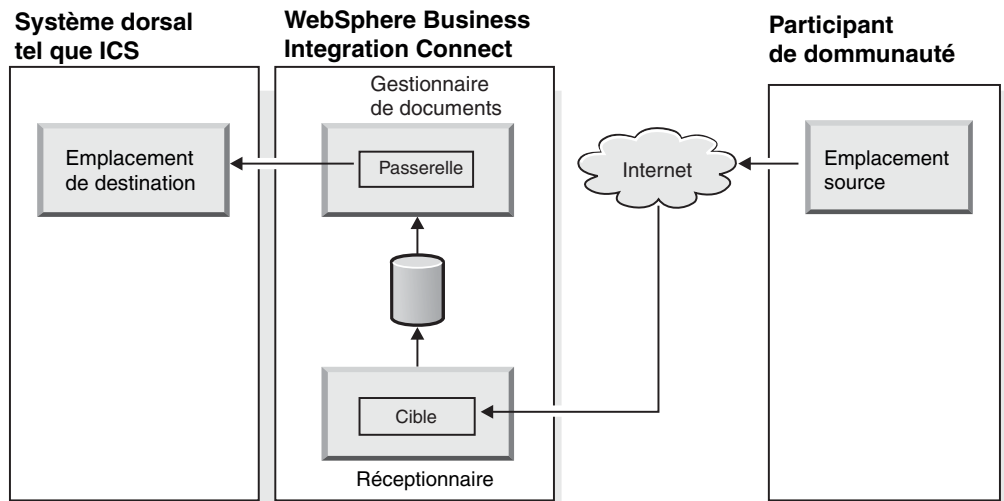 Système dorsal
tel que ICS
WebSphere Business
Integration Connect
Participant
de dommunauté
Gestionnaire
de documents
Emplacement
de destination
Passerelle
Internet
Emplacement
source
Cible
Réceptionnaire